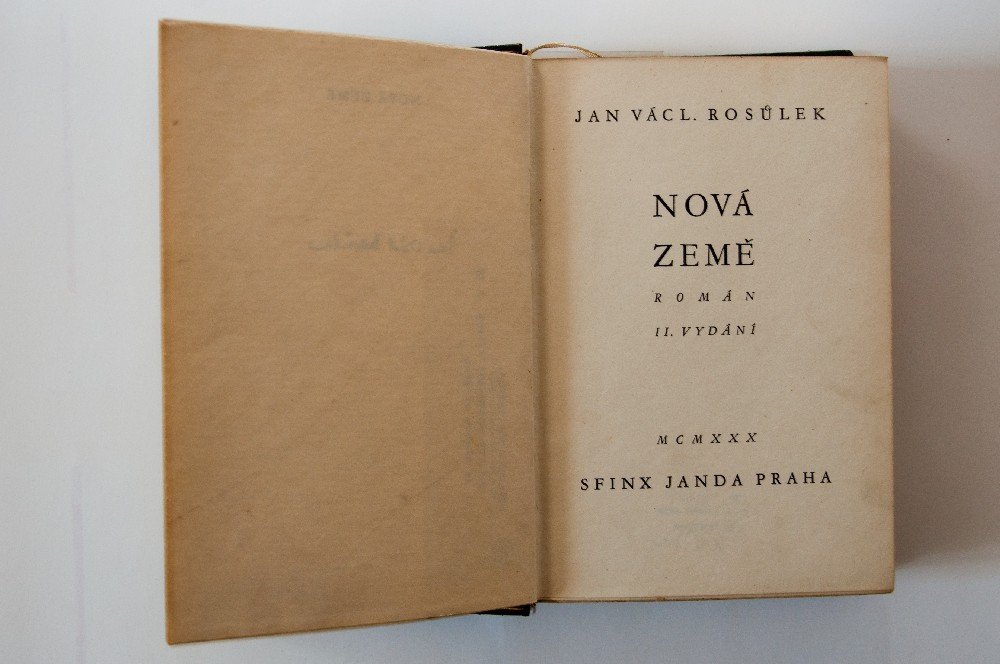 JAN VÁCL. ROSŮLEK
NOVÁ
ZEMĚ
ROMÁN
II. VYDÁNÍ
MCMXXX
SFINX JANDA PRAHA